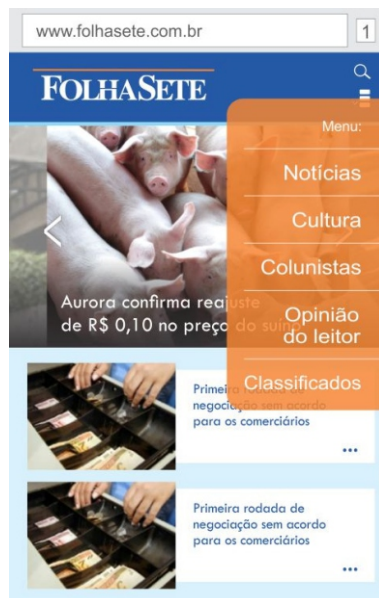 www.folhasete.com.br
1
FOLHASETE
Menu:
Notícias
Cultura
Colunistas
Opinião
do leitor
Classificados
Aurora confirma reajuste
de R$ 0,10 no preço do suíno
Primeira rodada de
negociação sem acordo
para os comerciários
...
Primeira rodada de
negociação sem acordo
para os comerciários
...